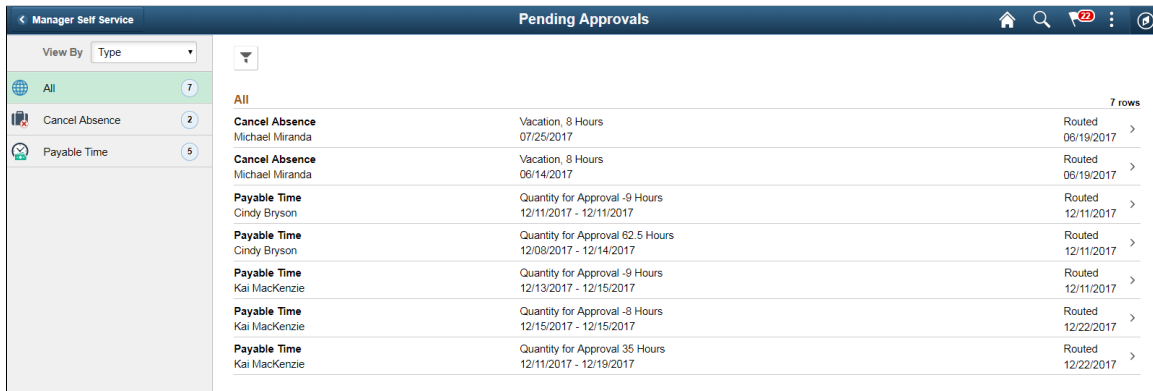 Manager Self Service
Pending Approvals
22
View By Type
All 7
Cancel Absence 2
Payable Time 5
All
7 rows
Cancel Absence Vacation, 8 Hours Routed
Michael Miranda 07/25/2017 06/19/2017
Cancel Absence Vacation, 8 Hours Routed
Michael Miranda 06/14/2017 06/19/2017
Payable Time Quantity for Approval -9 Hours Routed
Cindy Bryson 12/11/2017 - 12/11/2017 12/11/2017
Payable Time Quantity for Approval 62.5 Hours Routed
Cindy Bryson 12/08/2017 - 12/14/2017 12/11/2017
Payable Time Quantity for Approval -9 Hours Routed
Kai MacKenzie 12/13/2017 - 12/15/2017 12/11/2017
Payable Time Quantity for Approval -8 Hours Routed
Kai MacKenzie 12/15/2017 - 12/15/2017 12/22/2017
Payable Time Quantity for Approval 35 Hours Routed
Kai MacKenzie 12/11/2017 - 12/19/2017 12/22/2017